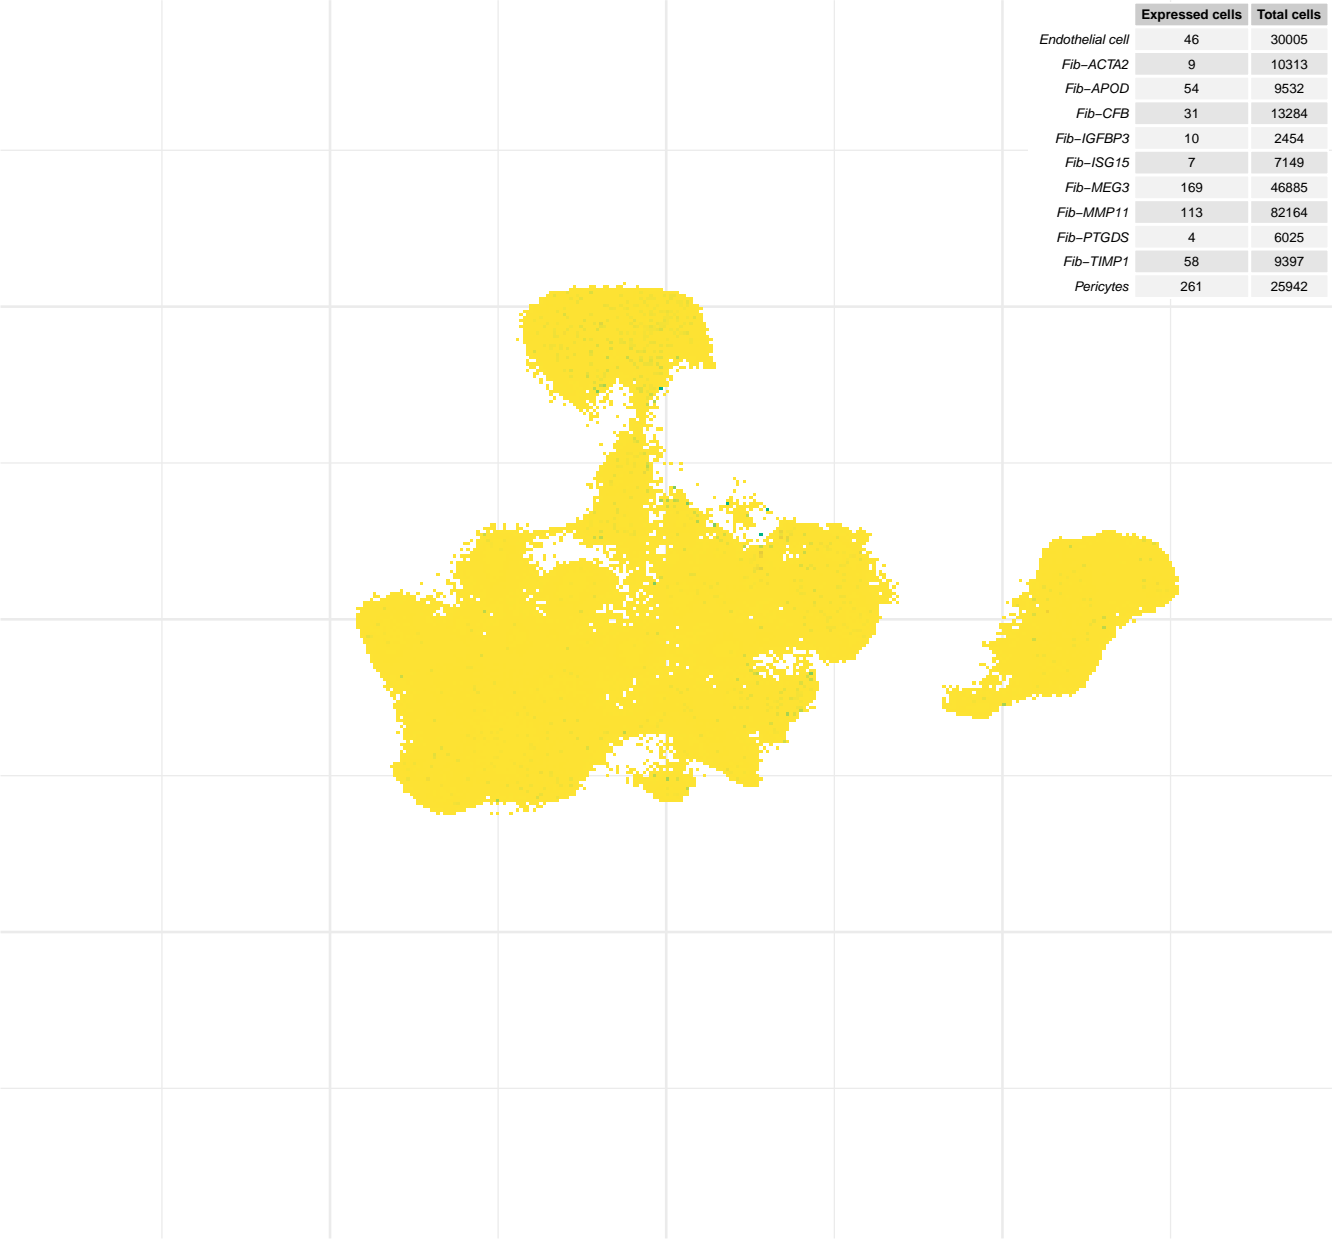 Expressed cells Total cells
Endothelial cell 46 30005
Fib−ACTA2 9 10313
Fib−APOD 54 9532
Fib−CFB 31 13284
Fib−IGFBP3 10 2454
Fib−ISG15 7 7149
Fib−MEG3 169 46885
Fib−MMP11 113 82164
Fib−PTGDS 4 6025
Fib−TIMP1 58 9397
Pericytes 261 25942